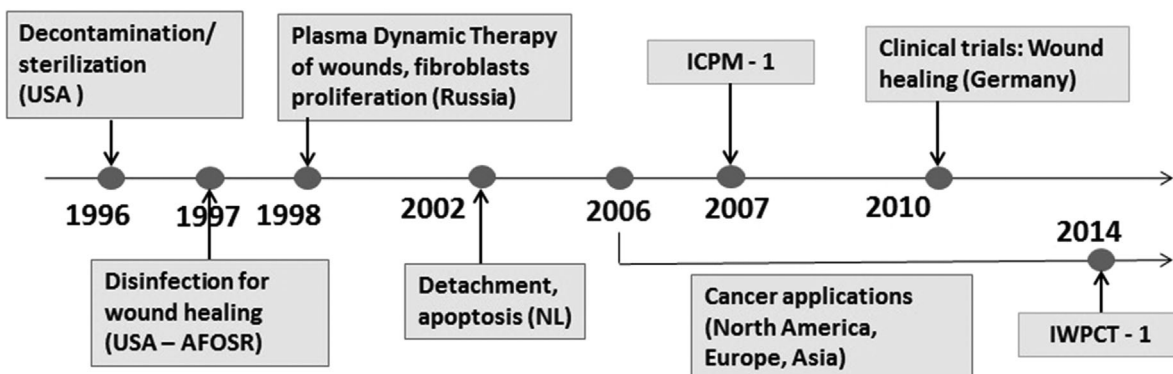 Decontamination/
sterilization
(USA )
Plasma Dynamic Therapy
of wounds, fibroblasts
proliferation (Russia)
ICPM - 1
Clinical trials: Wound
healing (Germany)
1996
1997
1998
2002
2006
2007
2010
2014
Disinfection for
wound healing
(USA – AFOSR)
Detachment,
apoptosis (NL)
Cancer applications
(North America,
Europe, Asia)
IWPCT - 1